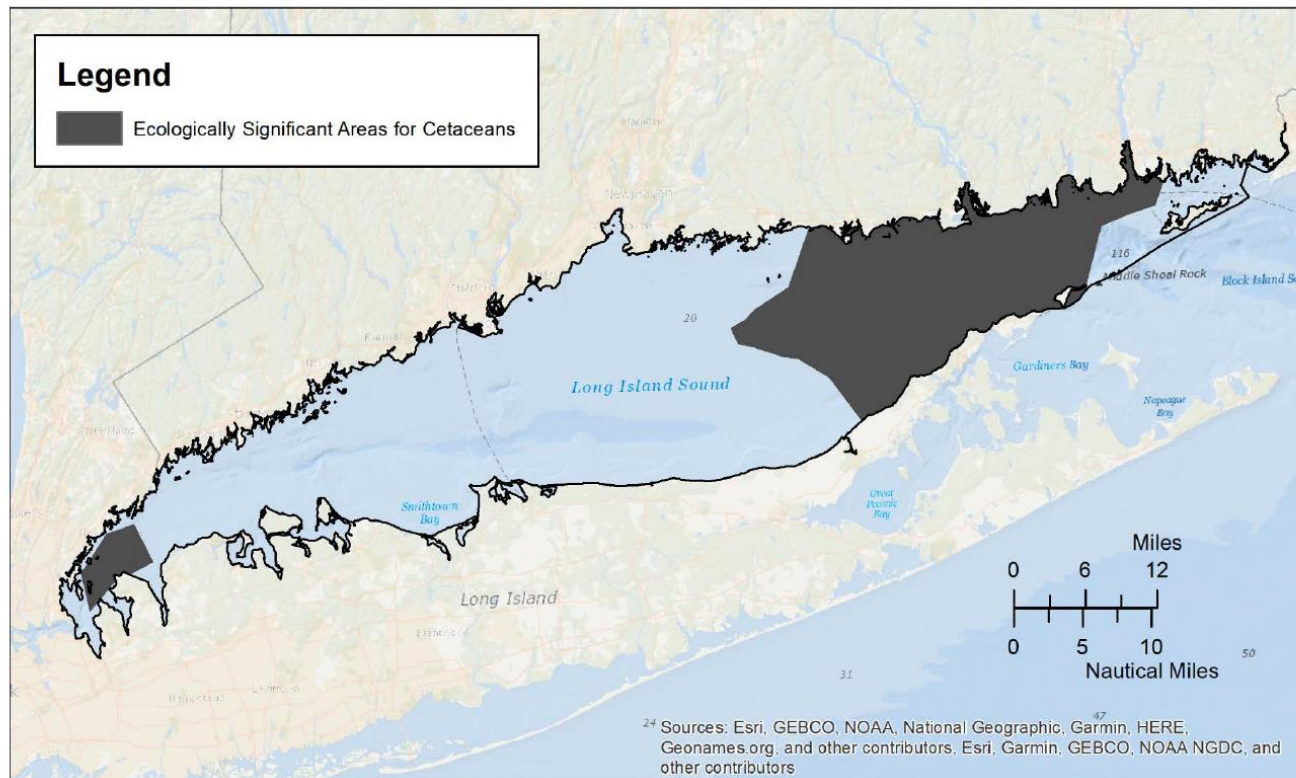 Legend
Ecologically Significant Areas for Cetaceans
116
Middle Shoal Rock
Block Island S
20
Long Island Sound
Gardiners Bay
Napeague
Bay
Smithtown
Bay
Great
Peconic
Bay
Long Island
Miles
0 6 12
0 5 10
Nautical Miles
50
31
47
24
Sources: Esri, GEBCO, NOAA, National Geographic, Garmin, HERE,
Geonames.org, and other contributors, Esri, Garmin, GEBCO, NOAA NGDC, and
other contributors